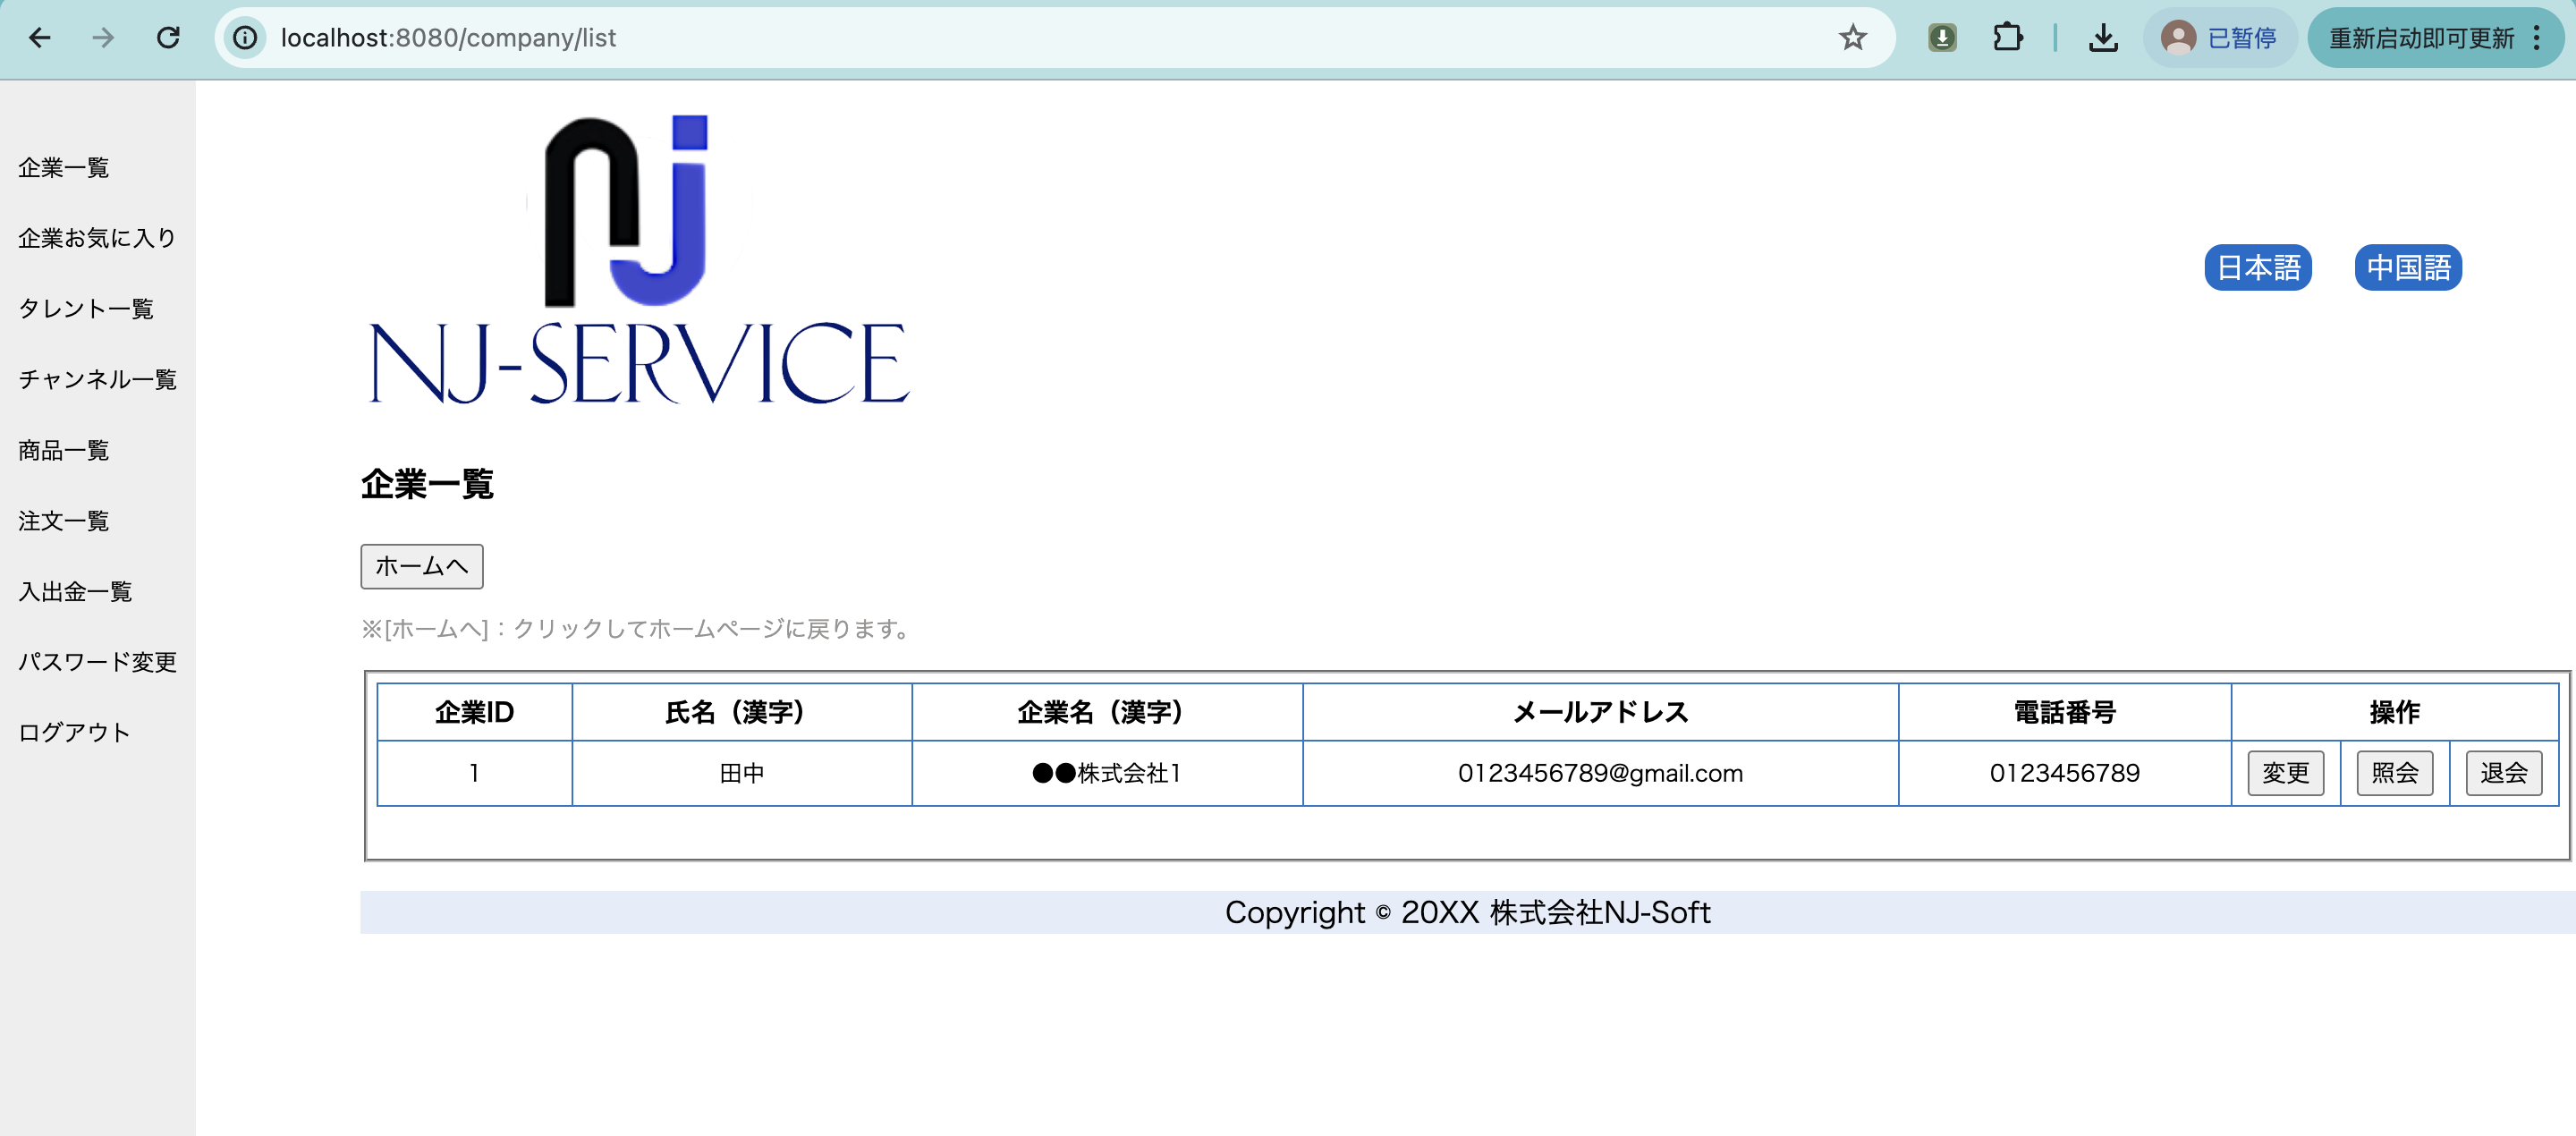 localhost:8080/company/list
已暂停
重新启动即可更新
企業一覧
企業お気に入り
タレント一覧
チャンネル一覧
商品一覧
注文一覧
入出金一覧
パスワード変更
ログアウト
nj
NJ-SERVICE
日本語 中国語
企業一覧
ホームへ
※[ホームへ]：クリックしてホームページに戻ります。
企業ID 氏名（漢字） 企業名（漢字） メールアドレス 電話番号 操作
1 田中 ●●株式会社1 0123456789@gmail.com 0123456789 変更 照会 退会
Copyright © 20XX 株式会社NJ-Soft